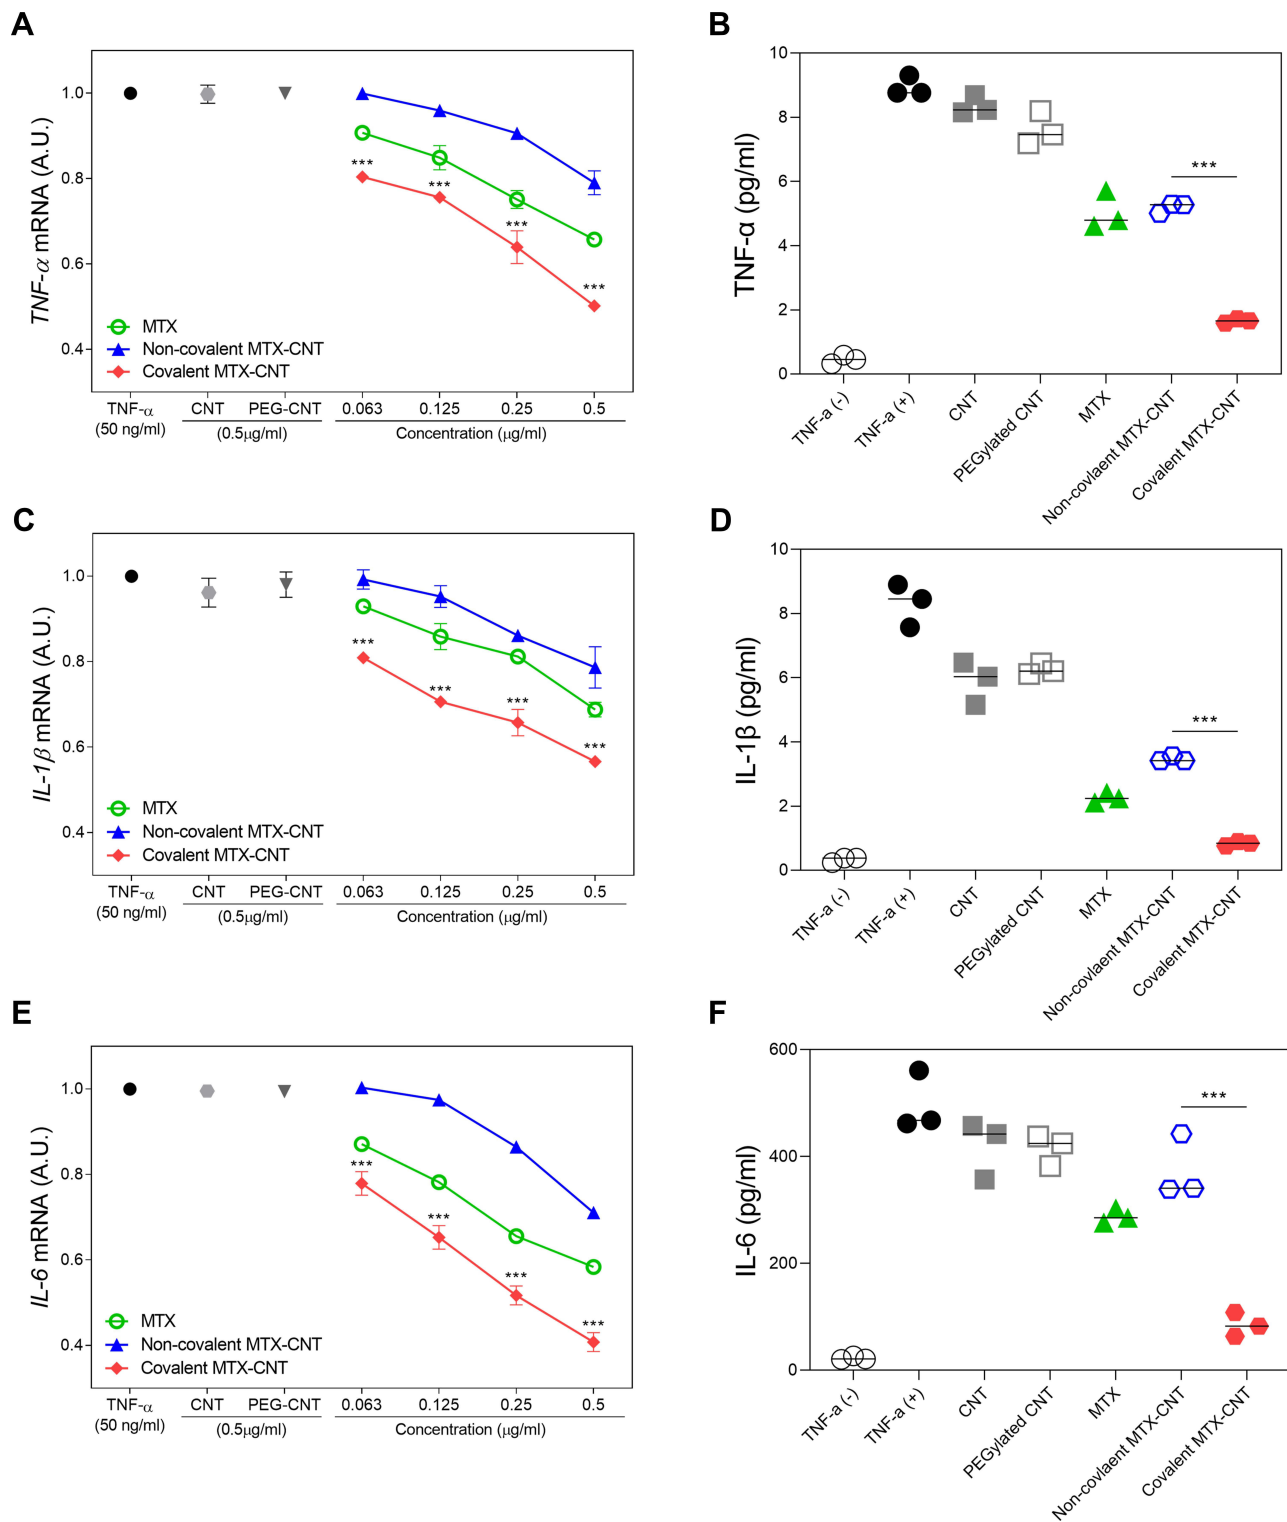 A
TNF-α mRNA (A.U.)
1.0
0.8
0.6
0.4
***
***
***
***
MTX
Non-covalent MTX-CNT
Covalent MTX-CNT
TNF-α CNT PEG-CNT 0.063 0.125 0.25 0.5
(50 ng/ml) (0.5μg/ml) Concentration (μg/ml)
B
TNF-α (pg/ml)
10
8
6
4
2
0
***
TNF-a (-)
TNF-a (+)
CNT
PEGylated CNT
MTX
Non-covlaent MTX-CNT
Covalent MTX-CNT
C
IL-1β mRNA (A.U.)
1.0
0.8
0.6
0.4
***
***
***
***
MTX
Non-covalent MTX-CNT
Covalent MTX-CNT
TNF-α CNT PEG-CNT 0.063 0.125 0.25 0.5
(50 ng/ml) (0.5μg/ml) Concentration (μg/ml)
D
IL-1β (pg/ml)
10
8
6
4
2
0
***
TNF-a (-)
TNF-a (+)
CNT
PEGylated CNT
MTX
Non-covlaent MTX-CNT
Covalent MTX-CNT
E
IL-6 mRNA (A.U.)
1.0
0.8
0.6
0.4
***
***
***
***
MTX
Non-covalent MTX-CNT
Covalent MTX-CNT
TNF-α CNT PEG-CNT 0.063 0.125 0.25 0.5
(50 ng/ml) (0.5μg/ml) Concentration (μg/ml)
F
IL-6 (pg/ml)
600
400
200
0
***
TNF-a (-)
TNF-a (+)
CNT
PEGylated CNT
MTX
Non-covlaent MTX-CNT
Covalent MTX-CNT